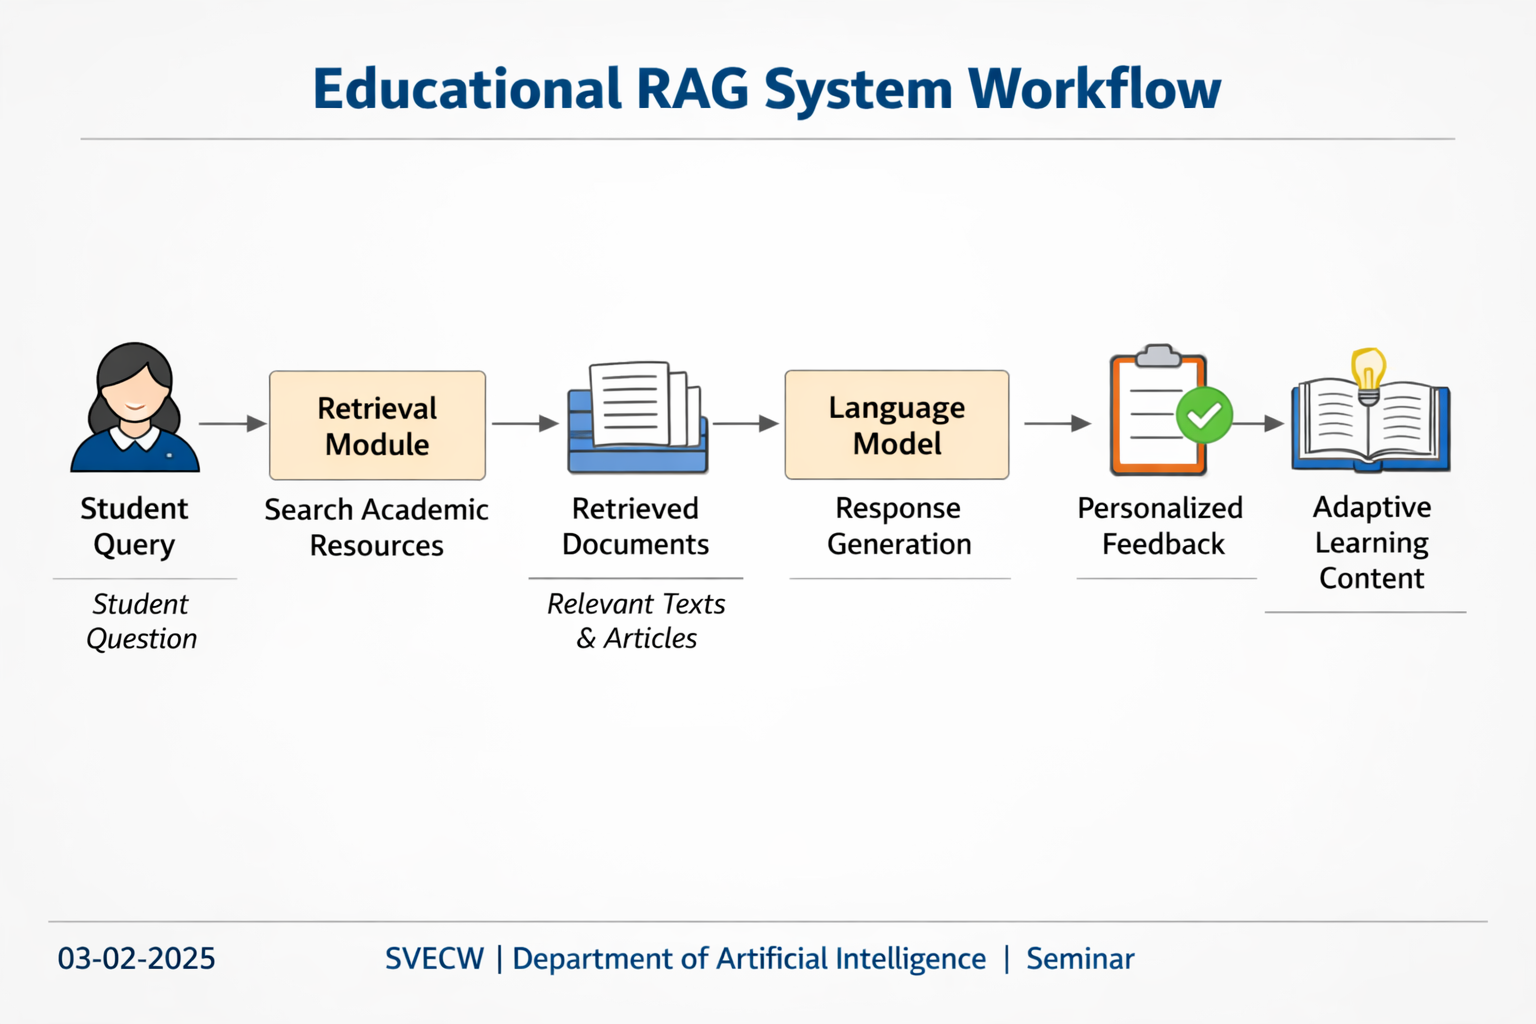 Educational RAG System Workflow
Retrieval
Module
Language
Model
Student
Query
Search Academic
Resources
Retrieved
Documents
Response
Generation
Personalized
Feedback
Adaptive
Learning
Content
Student
Question
Relevant Texts
& Articles
03-02-2025
SVECW | Department of Artificial Intelligence | Seminar